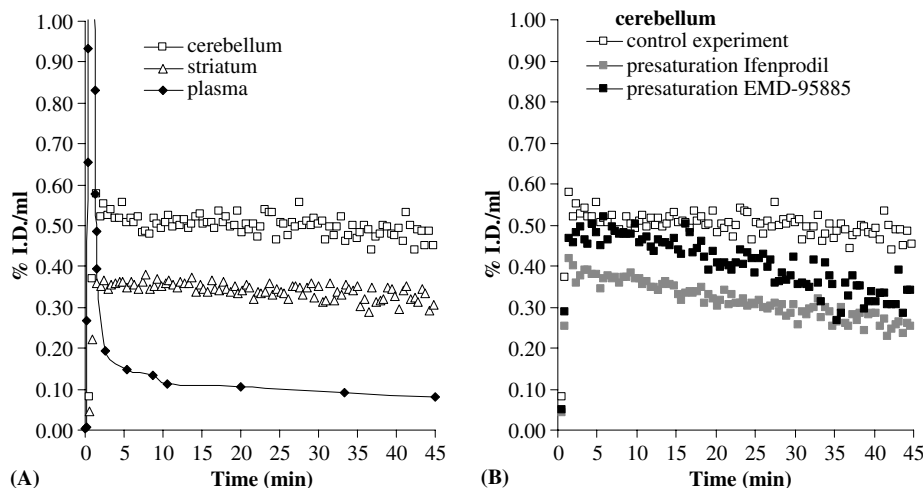 1.00
0.90
0.80
0.70
0.60
0.50
0.40
0.30
0.20
0.10
0.00
% I.D./ml
cerebellum
striatum
plasma
0 5 10 15 20 25 30 35 40 45
(A) Time (min)
1.00
0.90
0.80
0.70
0.60
0.50
0.40
0.30
0.20
0.10
0.00
% I.D./ml
cerebellum
control experiment
presaturation Ifenprodil
presaturation EMD-95885
0 5 10 15 20 25 30 35 40 45
(B) Time (min)